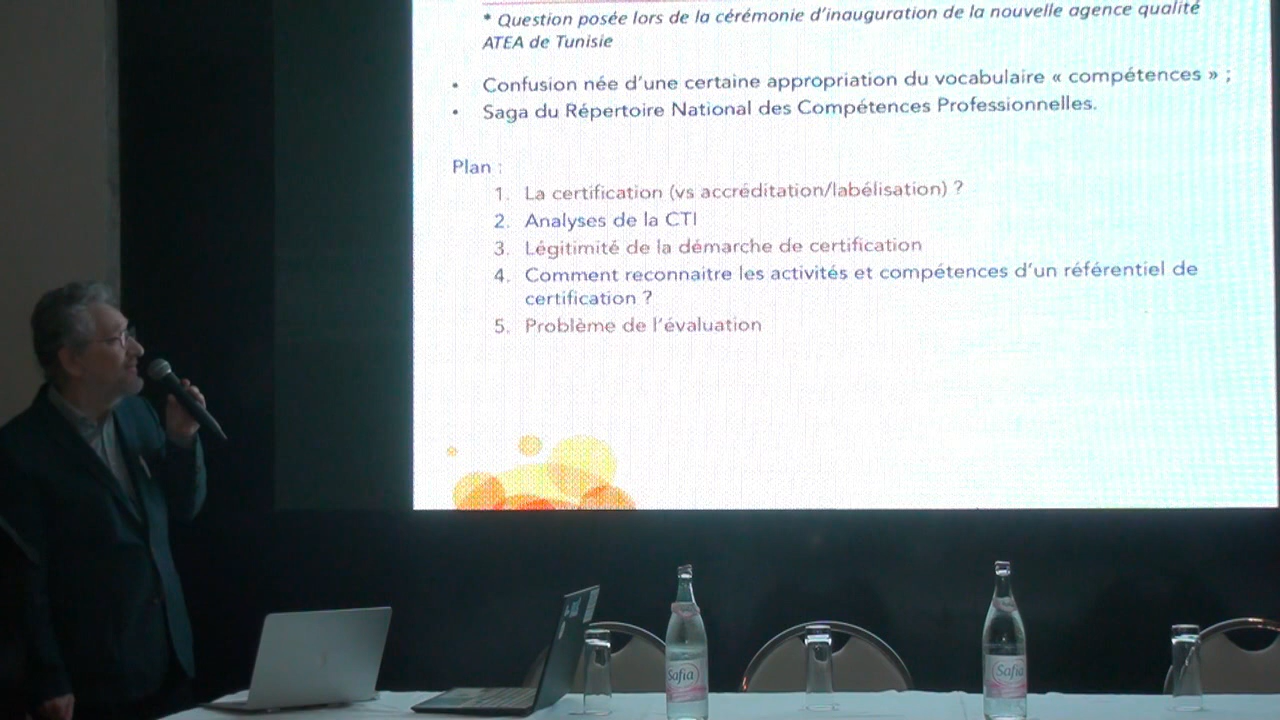 * Question posée lors de la cérémonie d'inauguration de la nouvelle agence qualité
ATEA de Tunisie
• Confusion née d'une certaine appropriation du vocabulaire « compétences » ;
• Saga du Répertoire National des Compétences Professionnelles.
Plan :
1. La certification (vs accréditation/labélisation) ?
2. Analyses de la CTI
3. Légitimité de la démarche de certification
4. Comment reconnaitre les activités et compétences d'un référentiel de
certification ?
5. Problème de l'évaluation
Safia
Safia